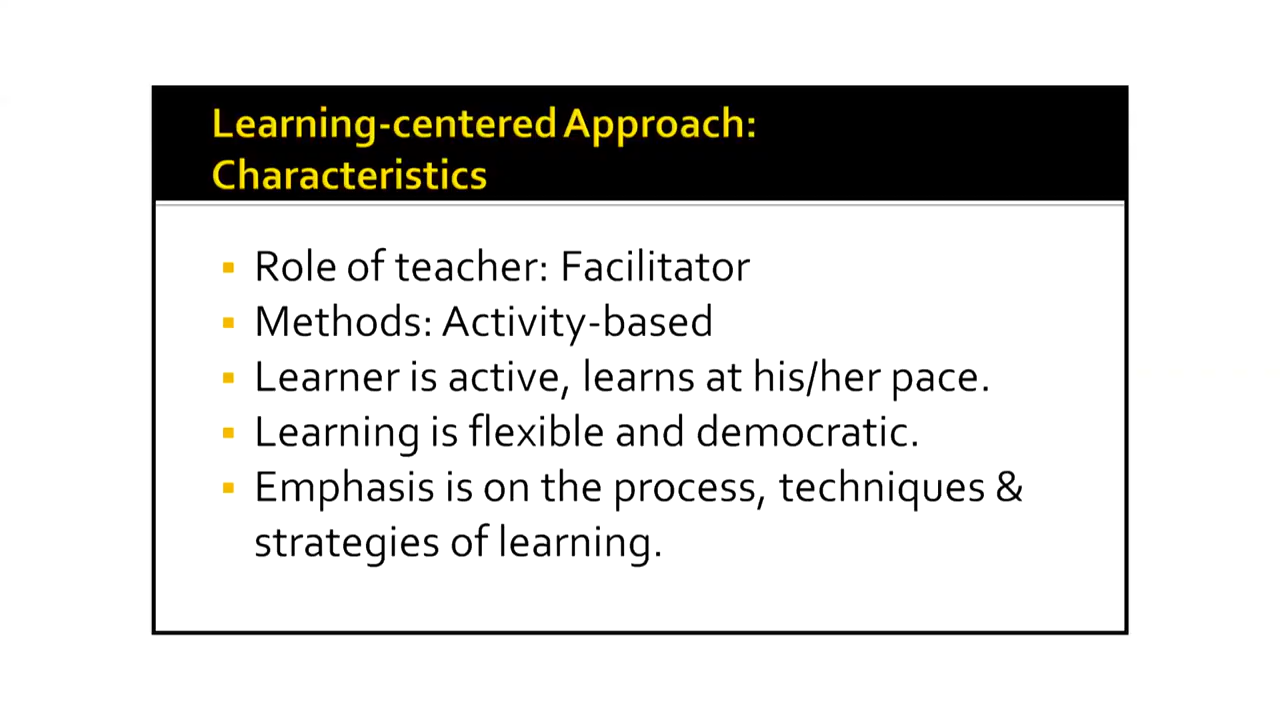 Learning-centered Approach:
Characteristics
▪ Role of teacher: Facilitator
▪ Methods: Activity-based
▪ Learner is active, learns at his/her pace.
▪ Learning is flexible and democratic.
▪ Emphasis is on the process, techniques &
strategies of learning.